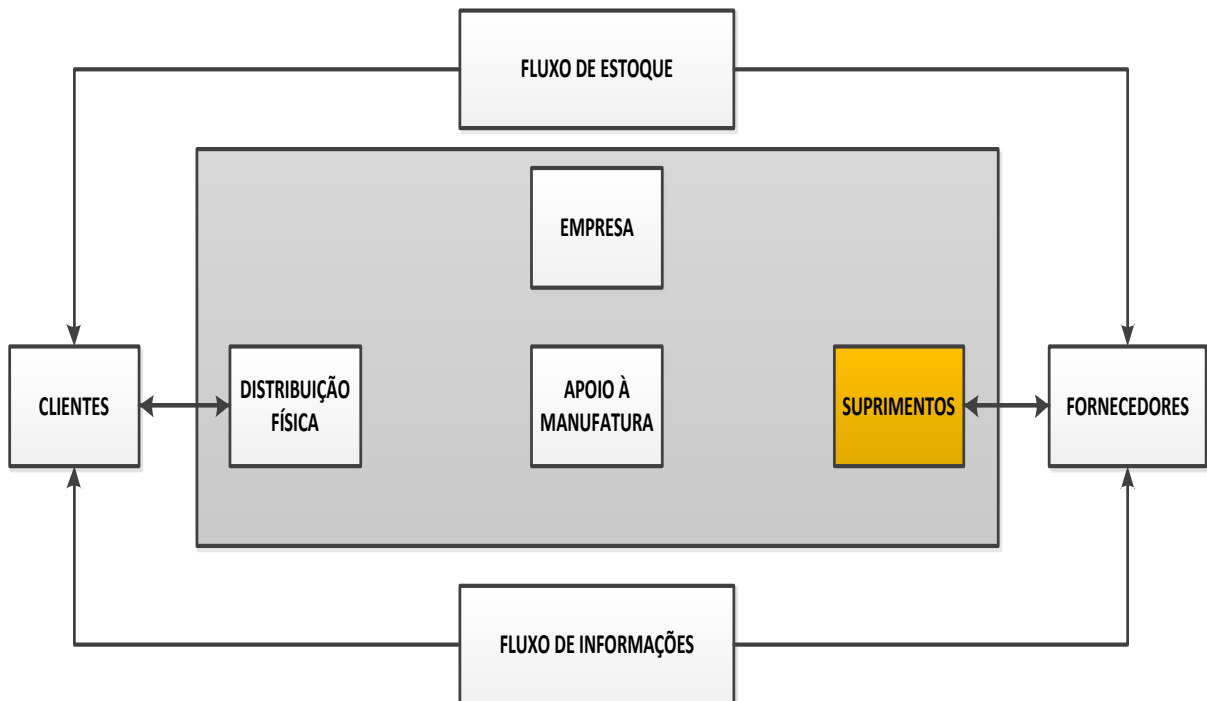 FLUXO DE ESTOQUE
EMPRESA
CLIENTES
DISTRIBUIÇÃO
FÍSICA
APOIO À
MANUFATURA
SUPRIMENTOS
FORNECEDORES
FLUXO DE INFORMAÇÕES